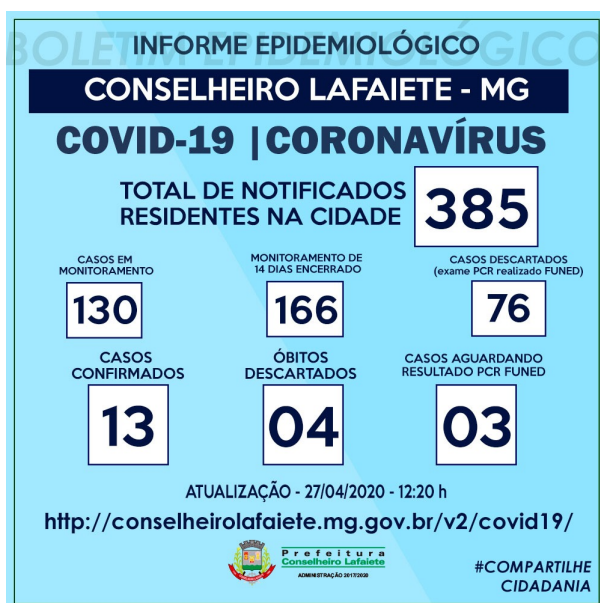 BOLETIM EPIDEMIOLÓGICO
INFORME EPIDEMIOLÓGICO
CONSELHEIRO LAFAIETE - MG
COVID-19 | CORONAVÍRUS
TOTAL DE NOTIFICADOS
RESIDENTES NA CIDADE
385
CASOS EM
MONITORAMENTO
130
MONITORAMENTO DE
14 DIAS ENCERRADO
166
CASOS DESCARTADOS
(exame PCR realizado FUNED)
76
CASOS
CONFIRMADOS
13
ÓBITOS
DESCARTADOS
04
CASOS AGUARDANDO
RESULTADO PCR FUNED
03
ATUALIZAÇÃO - 27/04/2020 - 12:20 h
http://conselheirolafaiete.mg.gov.br/v2/covid19/
Prefeitura
Conselheiro Lafaiete
ADMINISTRAÇÃO 2017/2020
#COMPARTILHE
CIDADANIA